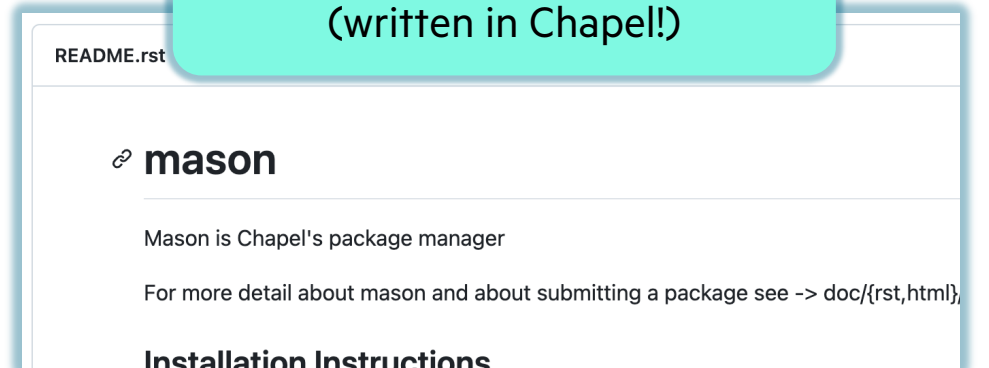 (written in Chapel!)
README.rst
mason
Mason is Chapel's package manager
For more detail about mason and about submitting a package see -> doc/{rst,html}/
Installation Instructions